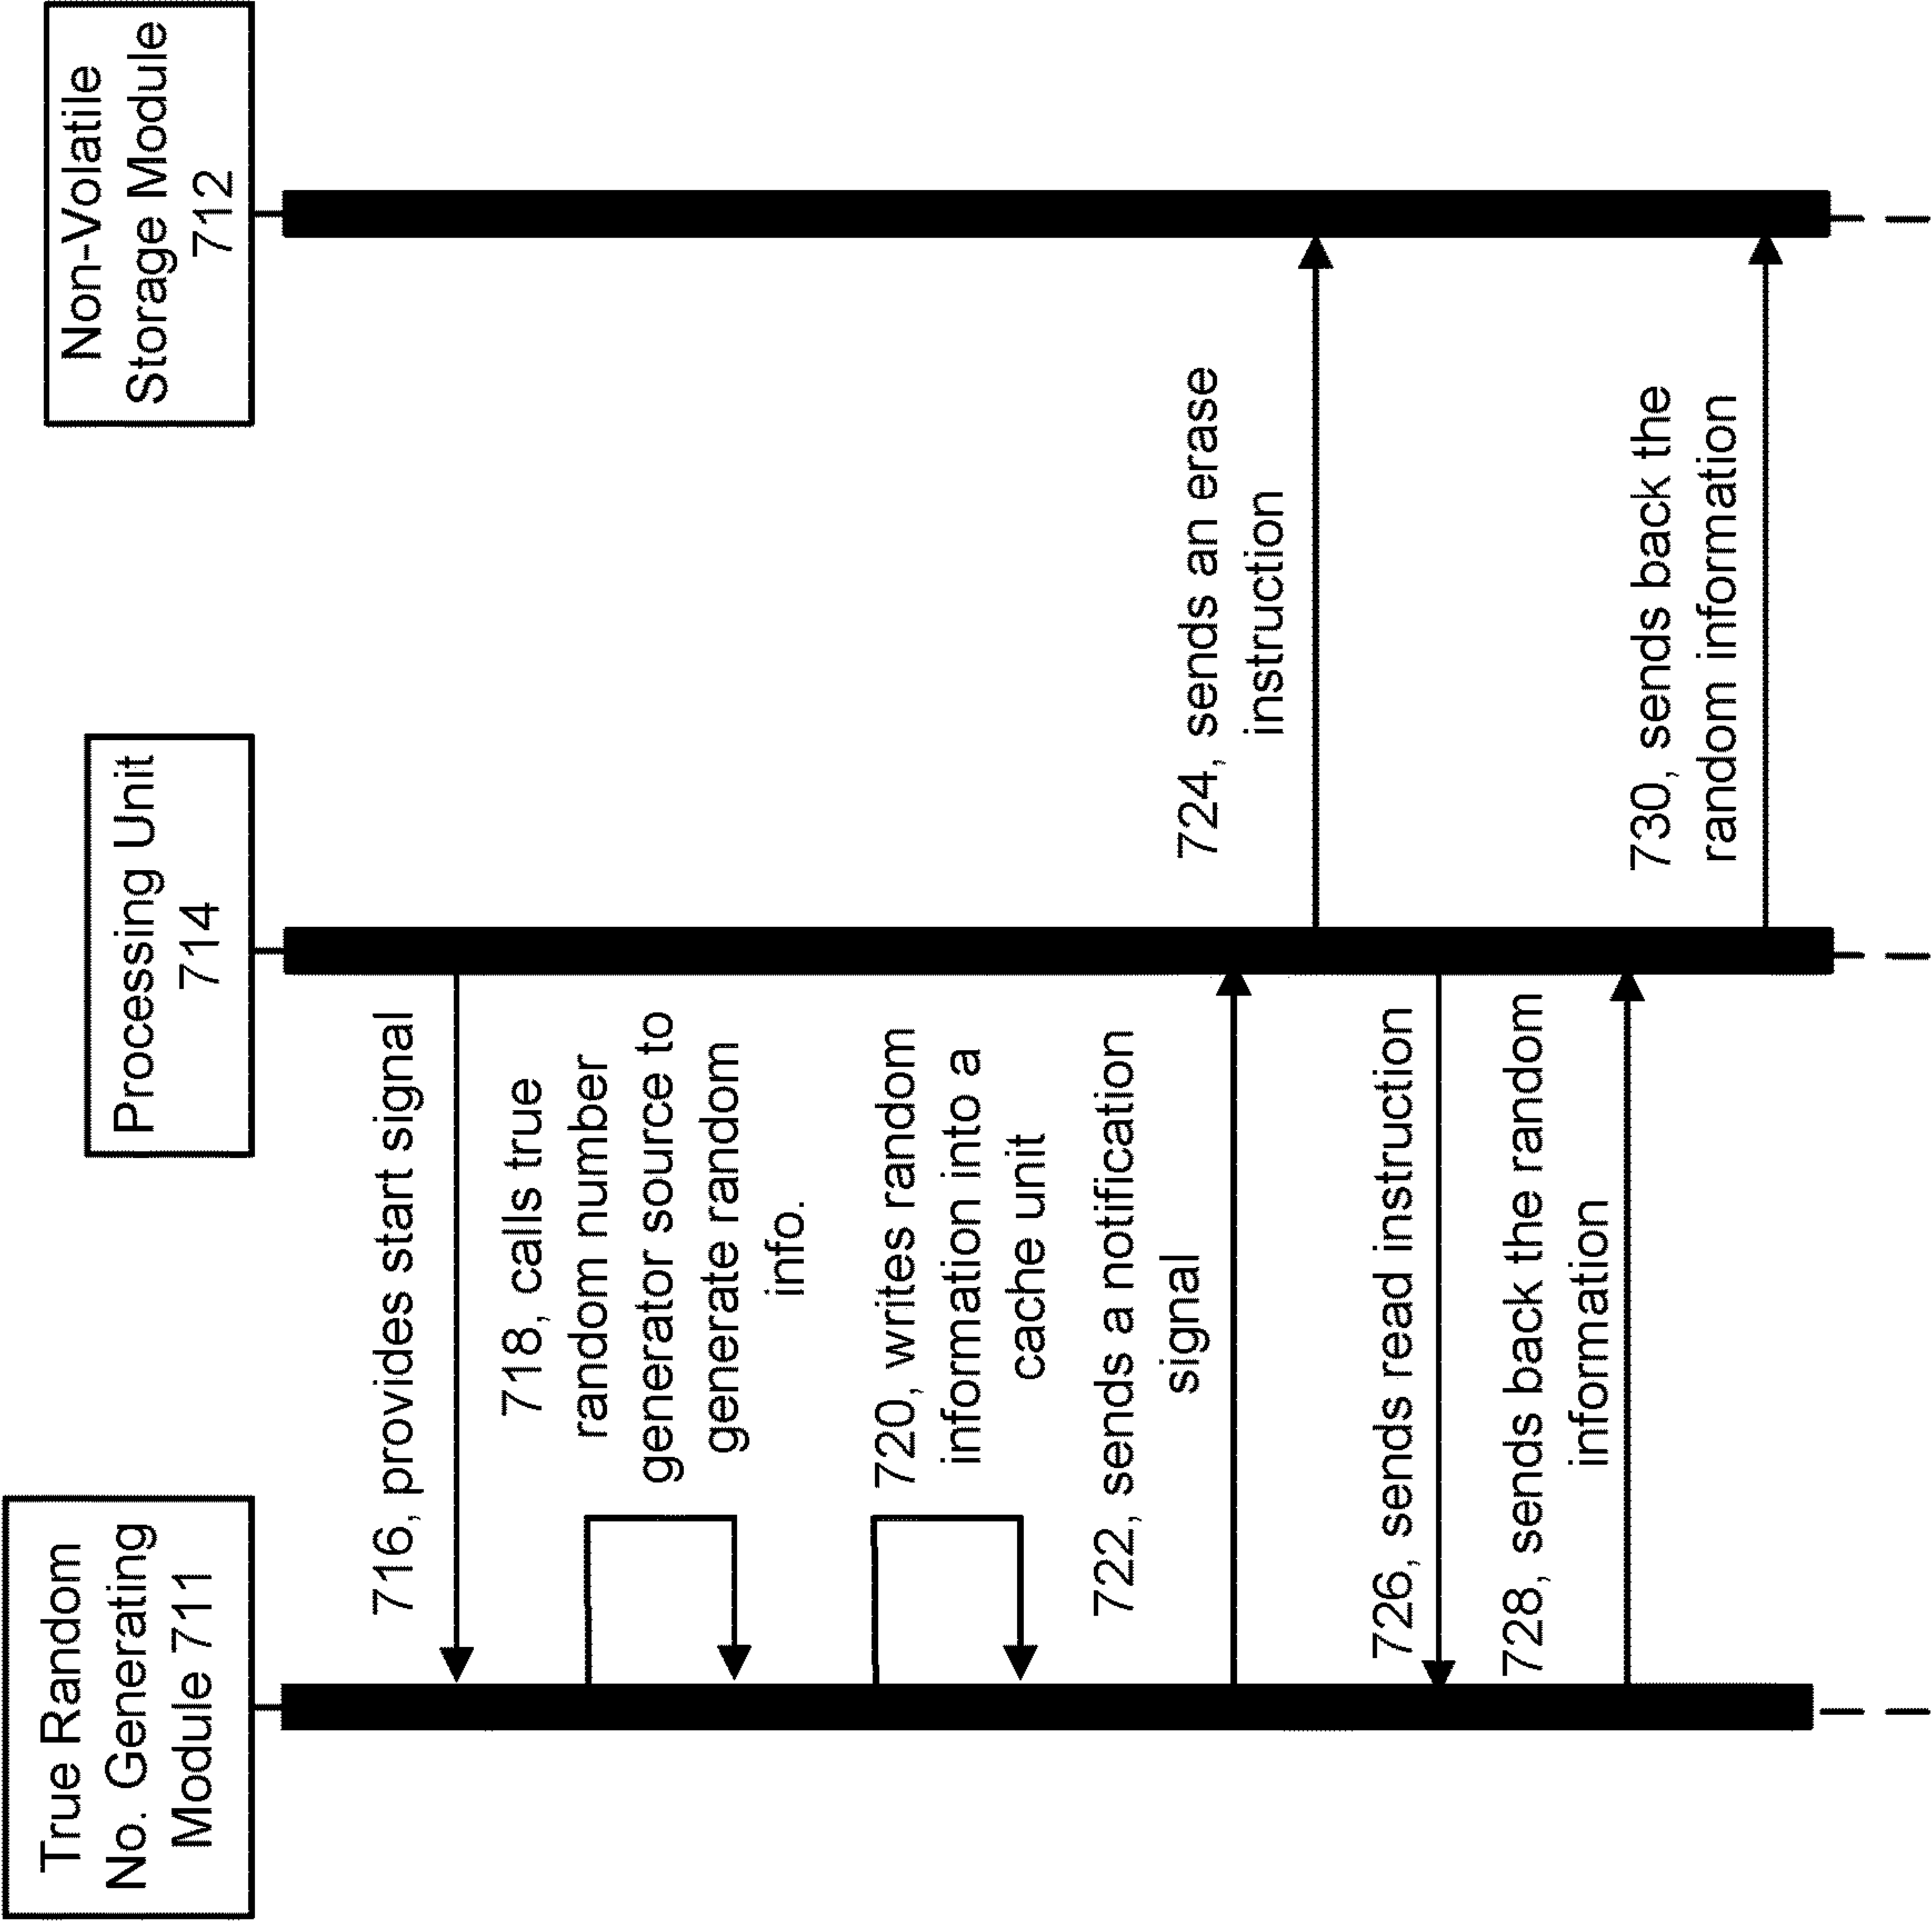 True Random
No. Generating
Module 711
Processing Unit
714
Non-Volatile
Storage Module
712
716, provides start signal
718, calls true
random number
generator source to
generate random
info.
720, writes random
information into a
cache unit
722, sends a notification
signal
724, sends an erase
instruction
726, sends read instruction
728, sends back the random
information
730, sends back the
random information